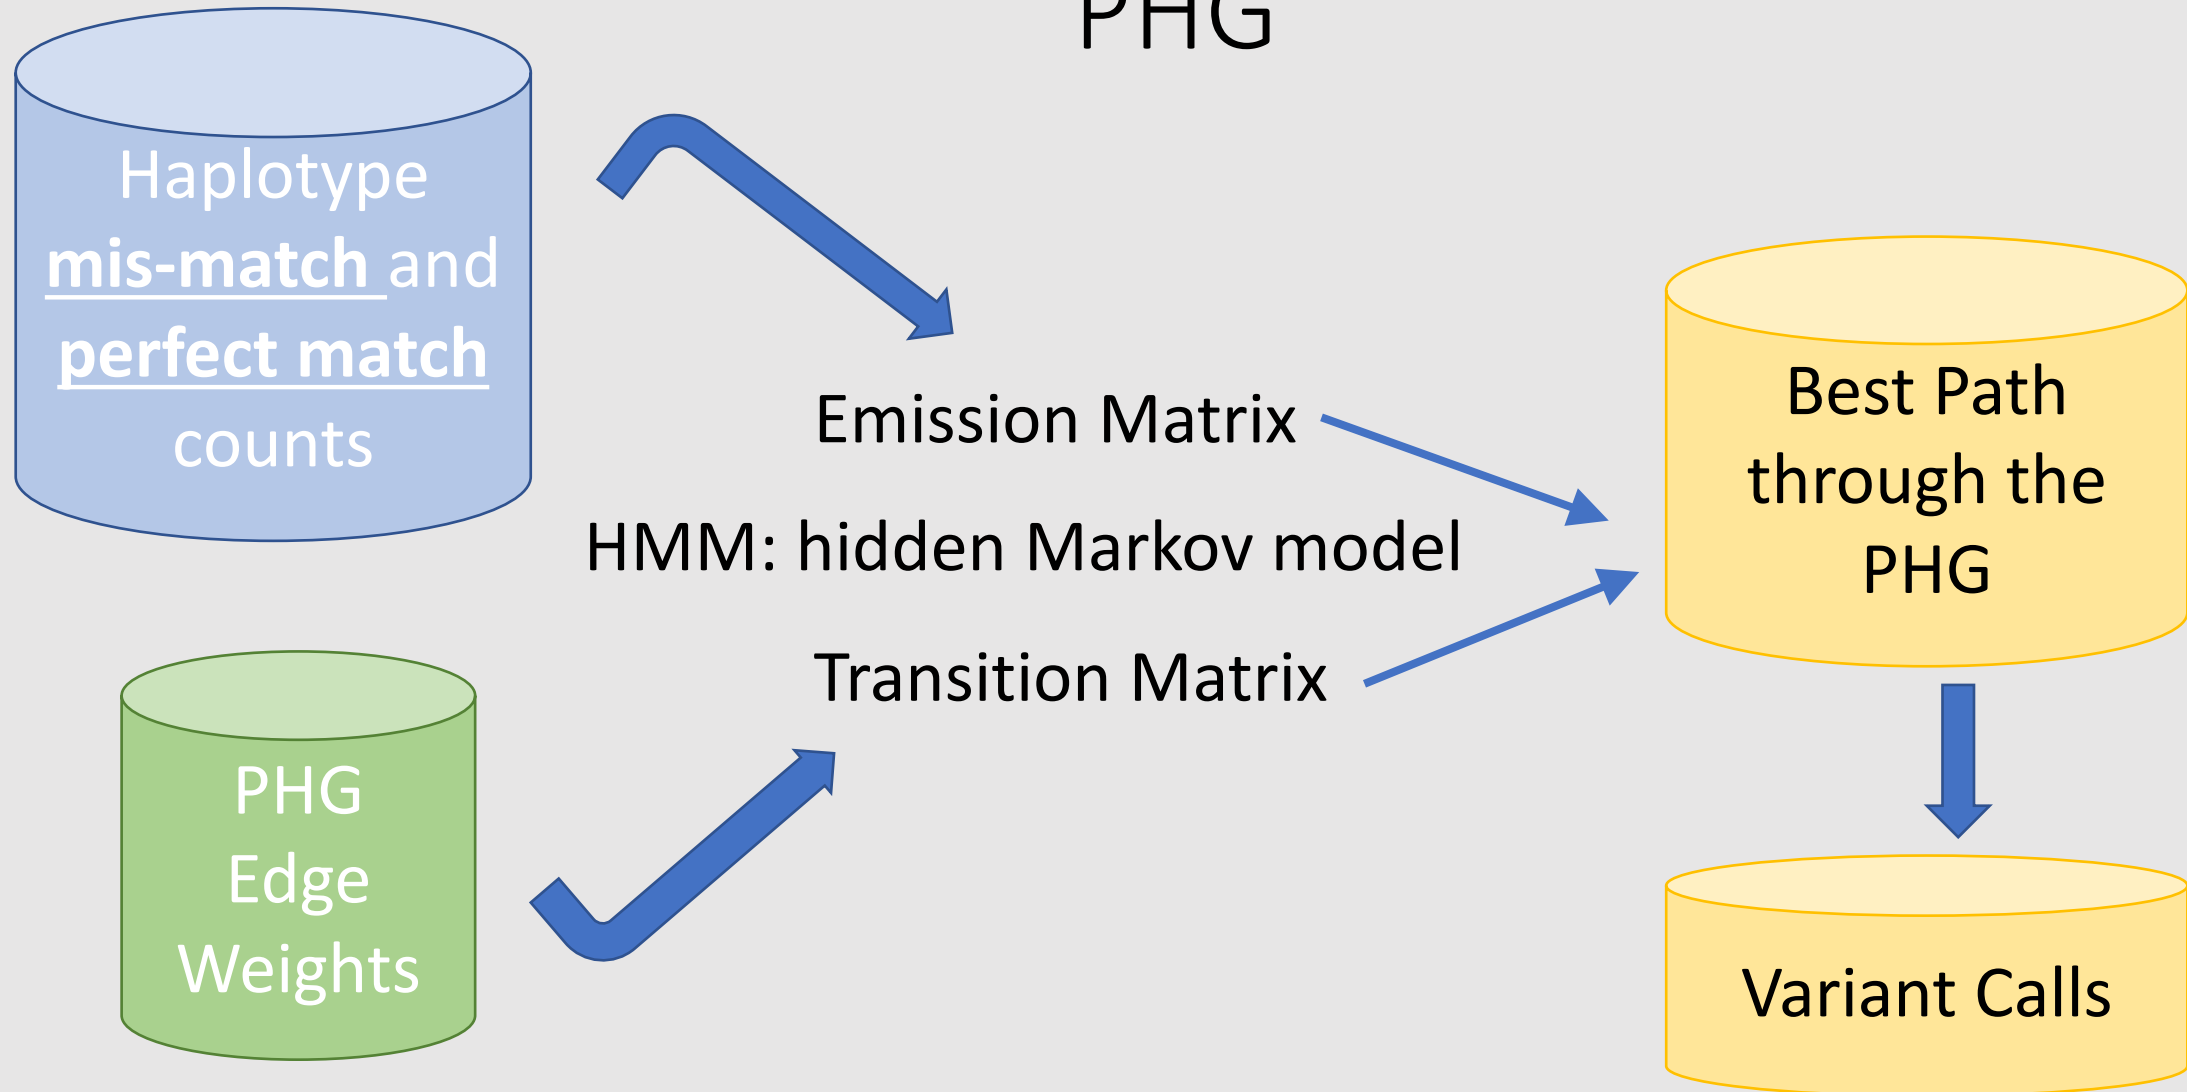 PHG
Haplotype
mis-match and
perfect match
counts
Emission Matrix
HMM: hidden Markov model
Transition Matrix
PHG
Edge
Weights
Best Path
through the
PHG
Variant Calls